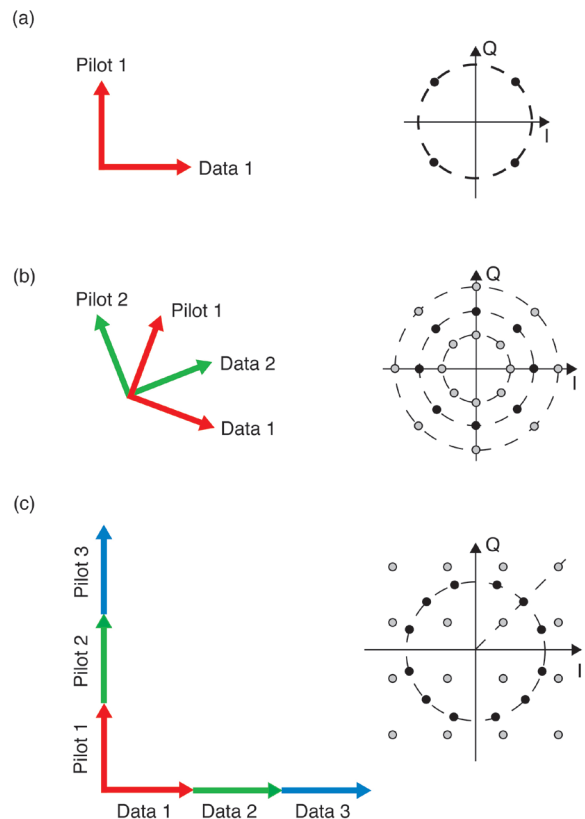 (a)
Pilot 1
Data 1
Q
I
(b)
Pilot 2
Pilot 1
Data 2
Data 1
Q
I
(c)
Pilot 3
Pilot 2
Pilot 1
Data 1
Data 2
Data 3
Q
I